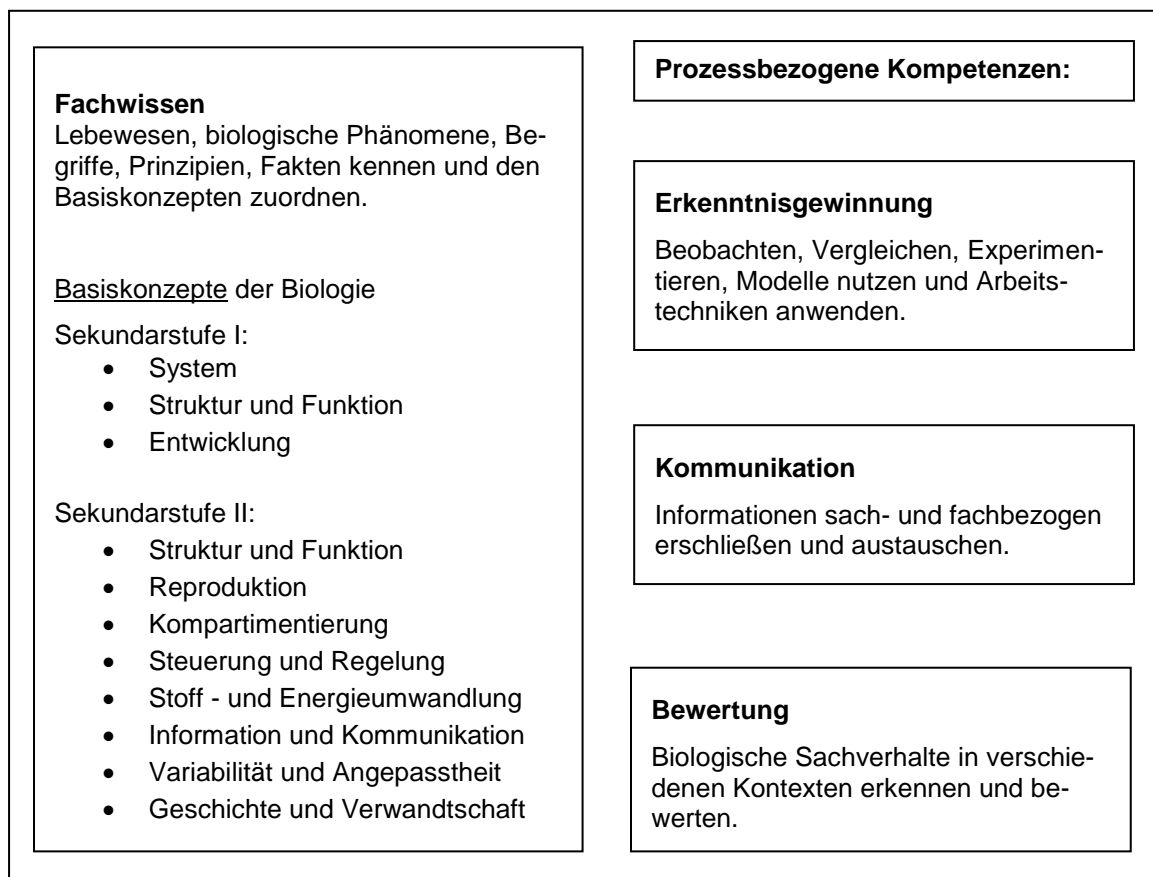 Fachwissen
Lebewesen, biologische Phänomene, Be-
griffe, Prinzipien, Fakten kennen und den
Basiskonzepten zuordnen.
Basiskonzepte der Biologie
Sekundarstufe I:
• System
• Struktur und Funktion
• Entwicklung
Sekundarstufe II:
• Struktur und Funktion
• Reproduktion
• Kompartimentierung
• Steuerung und Regelung
• Stoff - und Energieumwandlung
• Information und Kommunikation
• Variabilität und Angepasstheit
• Geschichte und Verwandtschaft
Prozessbezogene Kompetenzen:
Erkenntnisgewinnung
Beobachten, Vergleichen, Experimen-
tieren, Modelle nutzen und Arbeits-
techniken anwenden.
Kommunikation
Informationen sach- und fachbezogen
erschließen und austauschen.
Bewertung
Biologische Sachverhalte in verschie-
denen Kontexten erkennen und be-
werten.